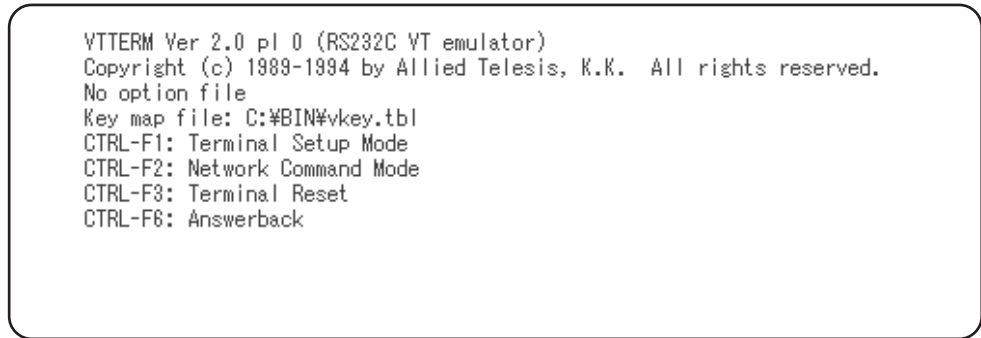 VTTERM Ver 2.0 pl 0 (RS232C VT emulator)
Copyright (c) 1989-1994 by Allied Telesis, K.K.  All rights reserved.
No option file
Key map file: C:¥BIN¥vkey.tbl
CTRL-F1: Terminal Setup Mode
CTRL-F2: Network Command Mode
CTRL-F3: Terminal Reset
CTRL-F6: Answerback